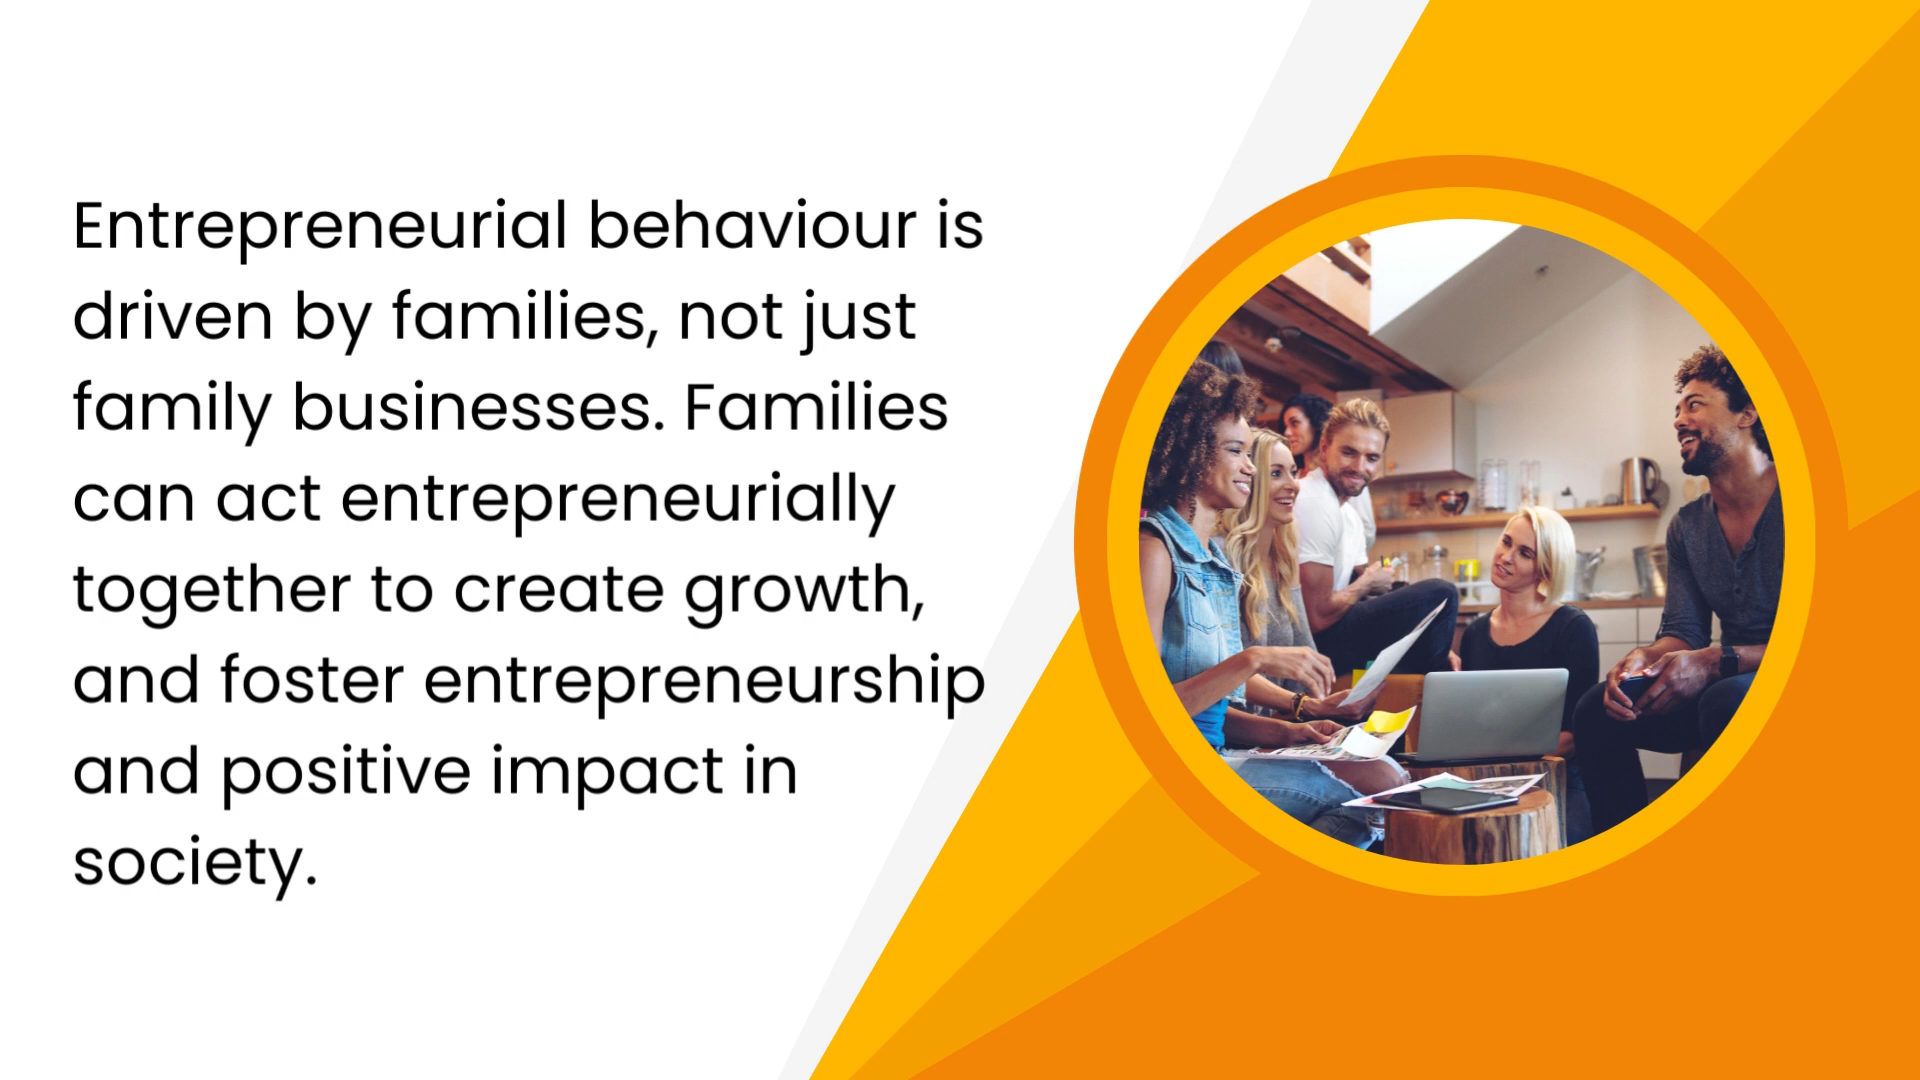 Entrepreneurial behaviour is
driven by families, not just
family businesses. Families
can act entrepreneurially
together to create growth,
and foster entrepreneurship
and positive impact in
society.